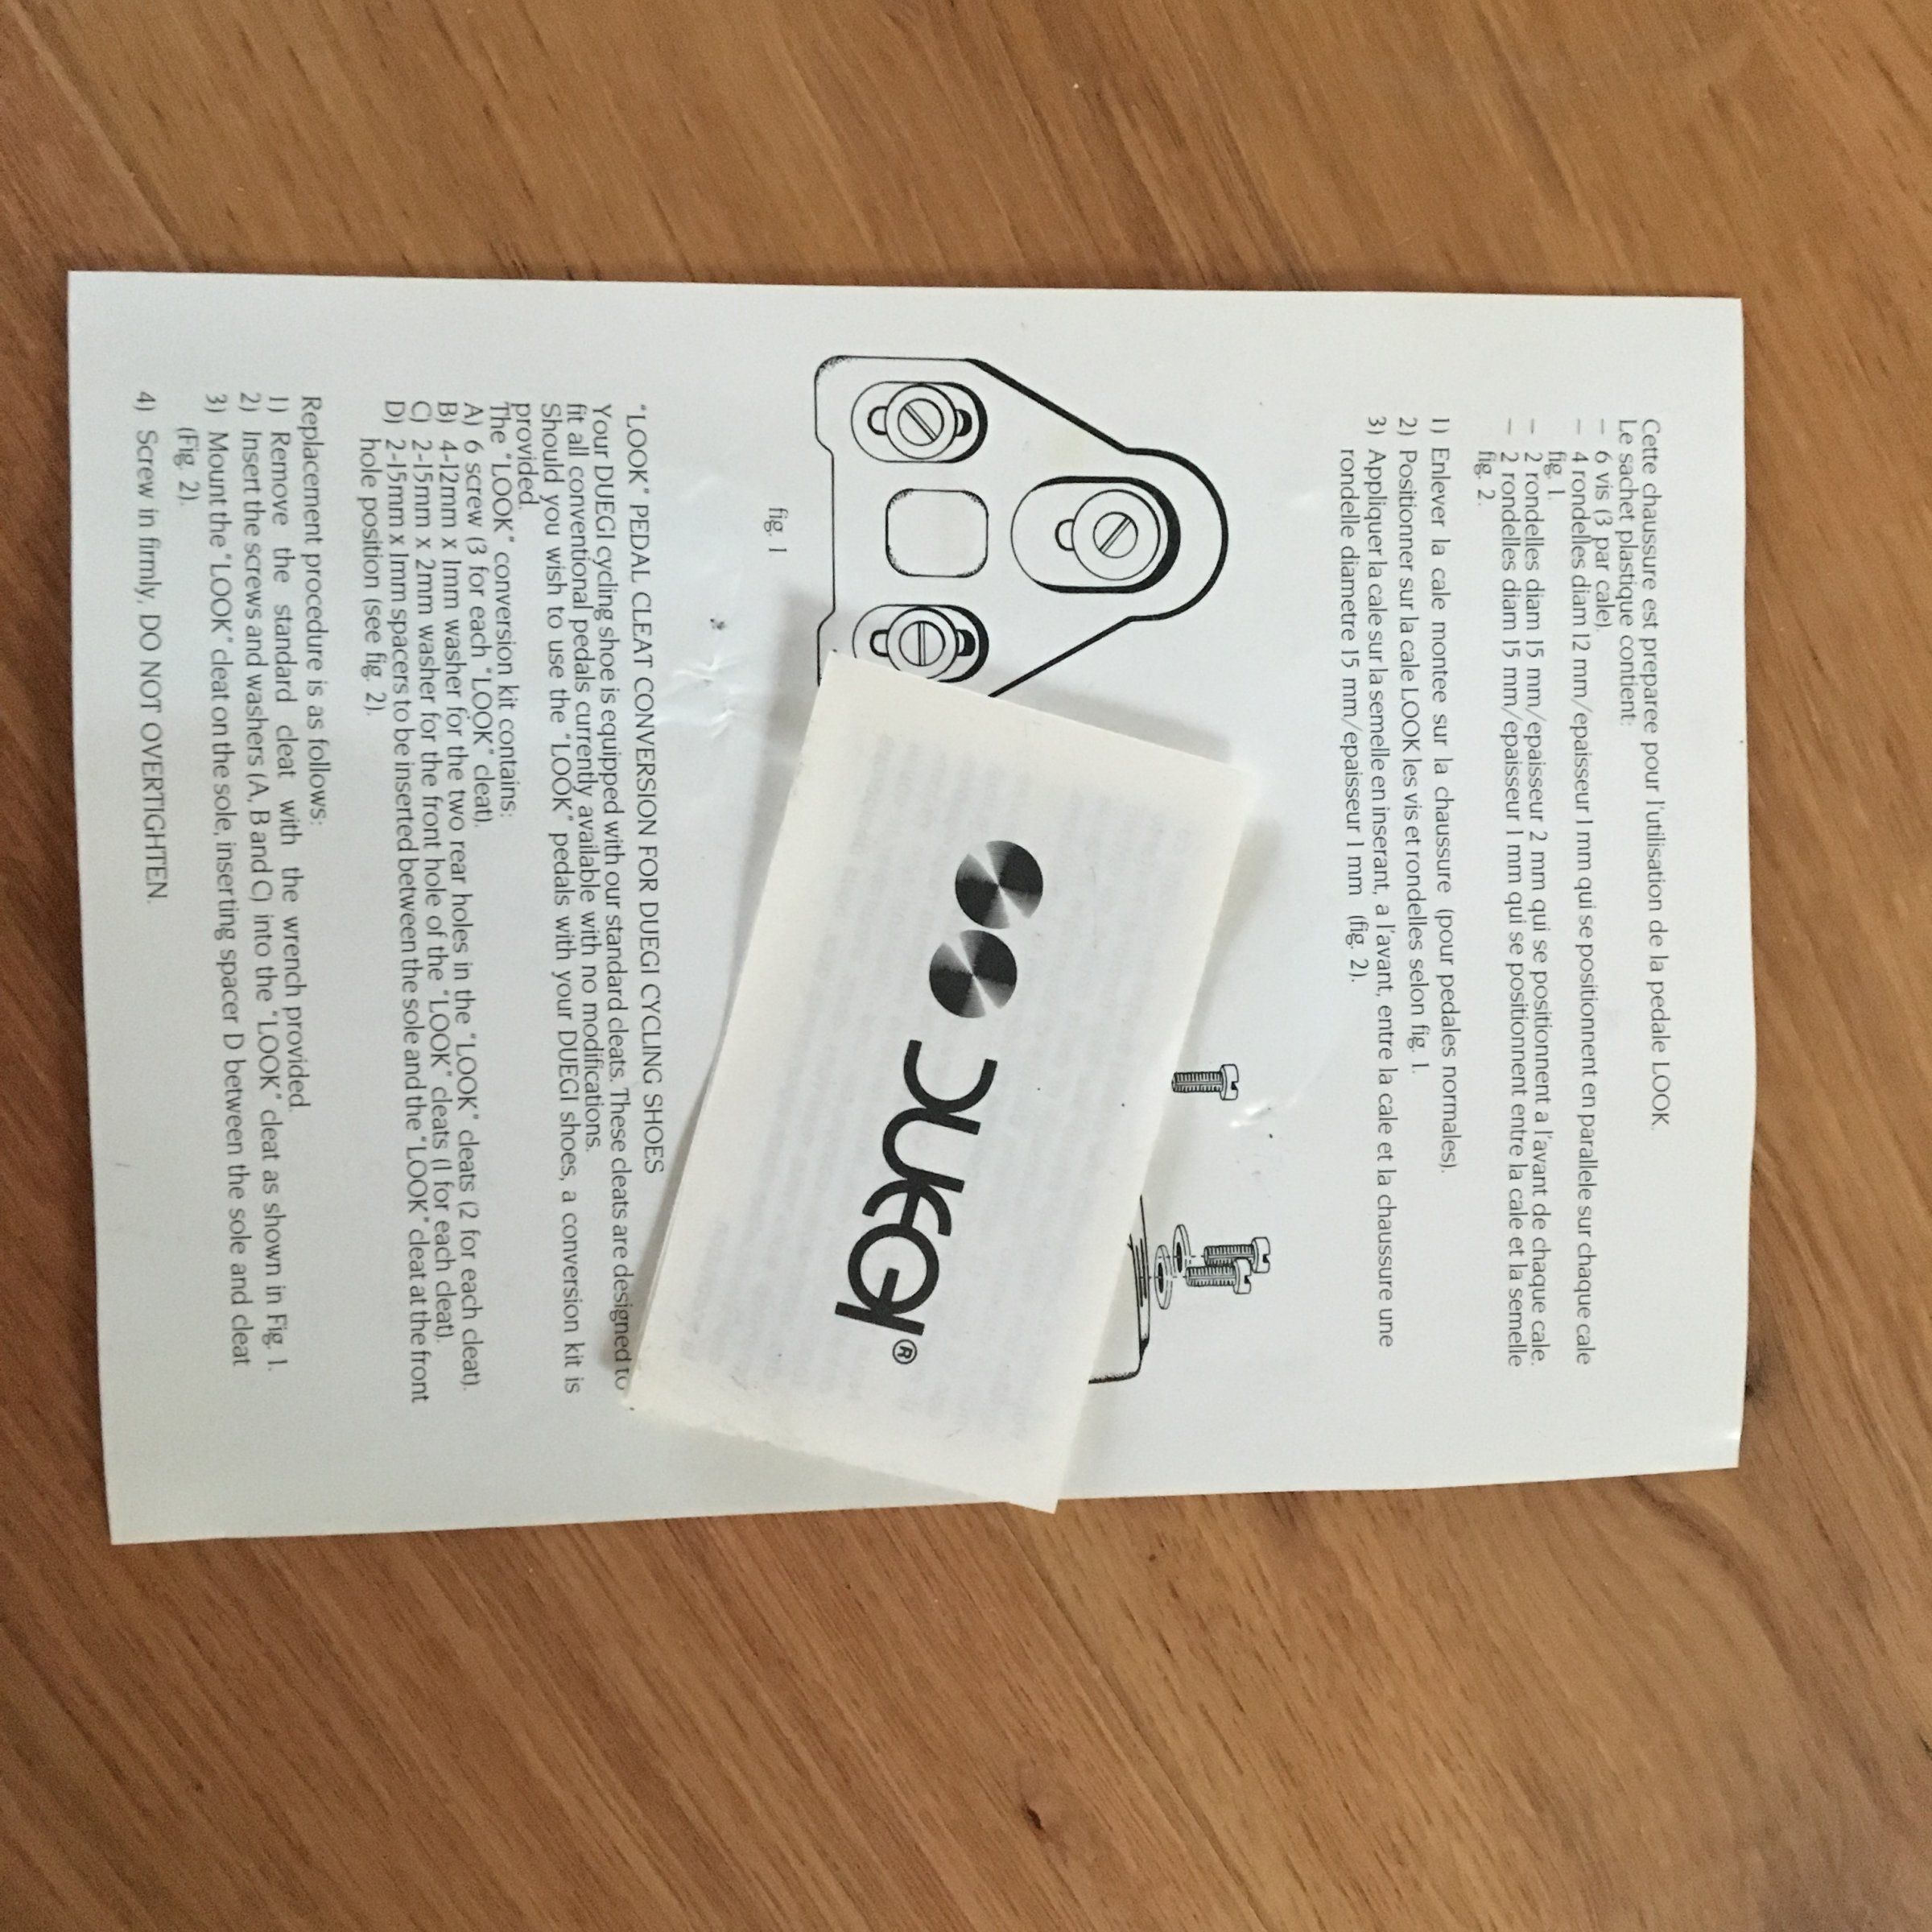 Cette chaussure est preparee pour l'utilisation de la pedale LOOK.
Le sachet plastique contient:
— 6 vis (3 par cale).
— 4 rondelles diam 12 mm/epaisseur 1 mm qui se positionnent en parallele sur chaque cale
fig. 1.
— 2 rondelles diam 15 mm/epaisseur 2 mm qui se positionnent a l'avant de chaque cale.
— 2 rondelles diam 15 mm/epaisseur 1 mm qui se positionnent entre la cale et la semelle
fig. 2.
1) Enlever la cale montee sur la chaussure (pour pedales normales).
2) Positionner sur la cale LOOK les vis et rondelles selon fig. 1.
3) Appliquer la cale sur la semelle en inserant, a l'avant, entre la cale et la chaussure une
rondelle diametre 15 mm/epaisseur 1 mm (fig. 2).
fig. 1
DUEGI®
"LOOK" PEDAL CLEAT CONVERSION FOR DUEGI CYCLING SHOES
Your DUEGI cycling shoe is equipped with our standard cleats. These cleats are designed to
fit all conventional pedals currently available with no modifications.
Should you wish to use the "LOOK" pedals with your DUEGI shoes, a conversion kit is
provided.
The "LOOK" conversion kit contains:
A) 6 screw (3 for each "LOOK" cleat).
B) 4-12mm x 1mm washer for the two rear holes in the "LOOK" cleats (2 for each cleat).
C) 2-15mm x 2mm washer for the front hole of the "LOOK" cleats (1 for each cleat).
D) 2-15mm x 1mm spacers to be inserted between the sole and the "LOOK" cleat at the front
hole position (see fig. 2).
Replacement procedure is as follows:
1) Remove the standard cleat with the wrench provided.
2) Insert the screws and washers (A, B and C) into the "LOOK" cleat as shown in Fig. 1.
3) Mount the "LOOK" cleat on the sole, inserting spacer D between the sole and cleat
(Fig. 2).
4) Screw in firmly, DO NOT OVERTIGHTEN.